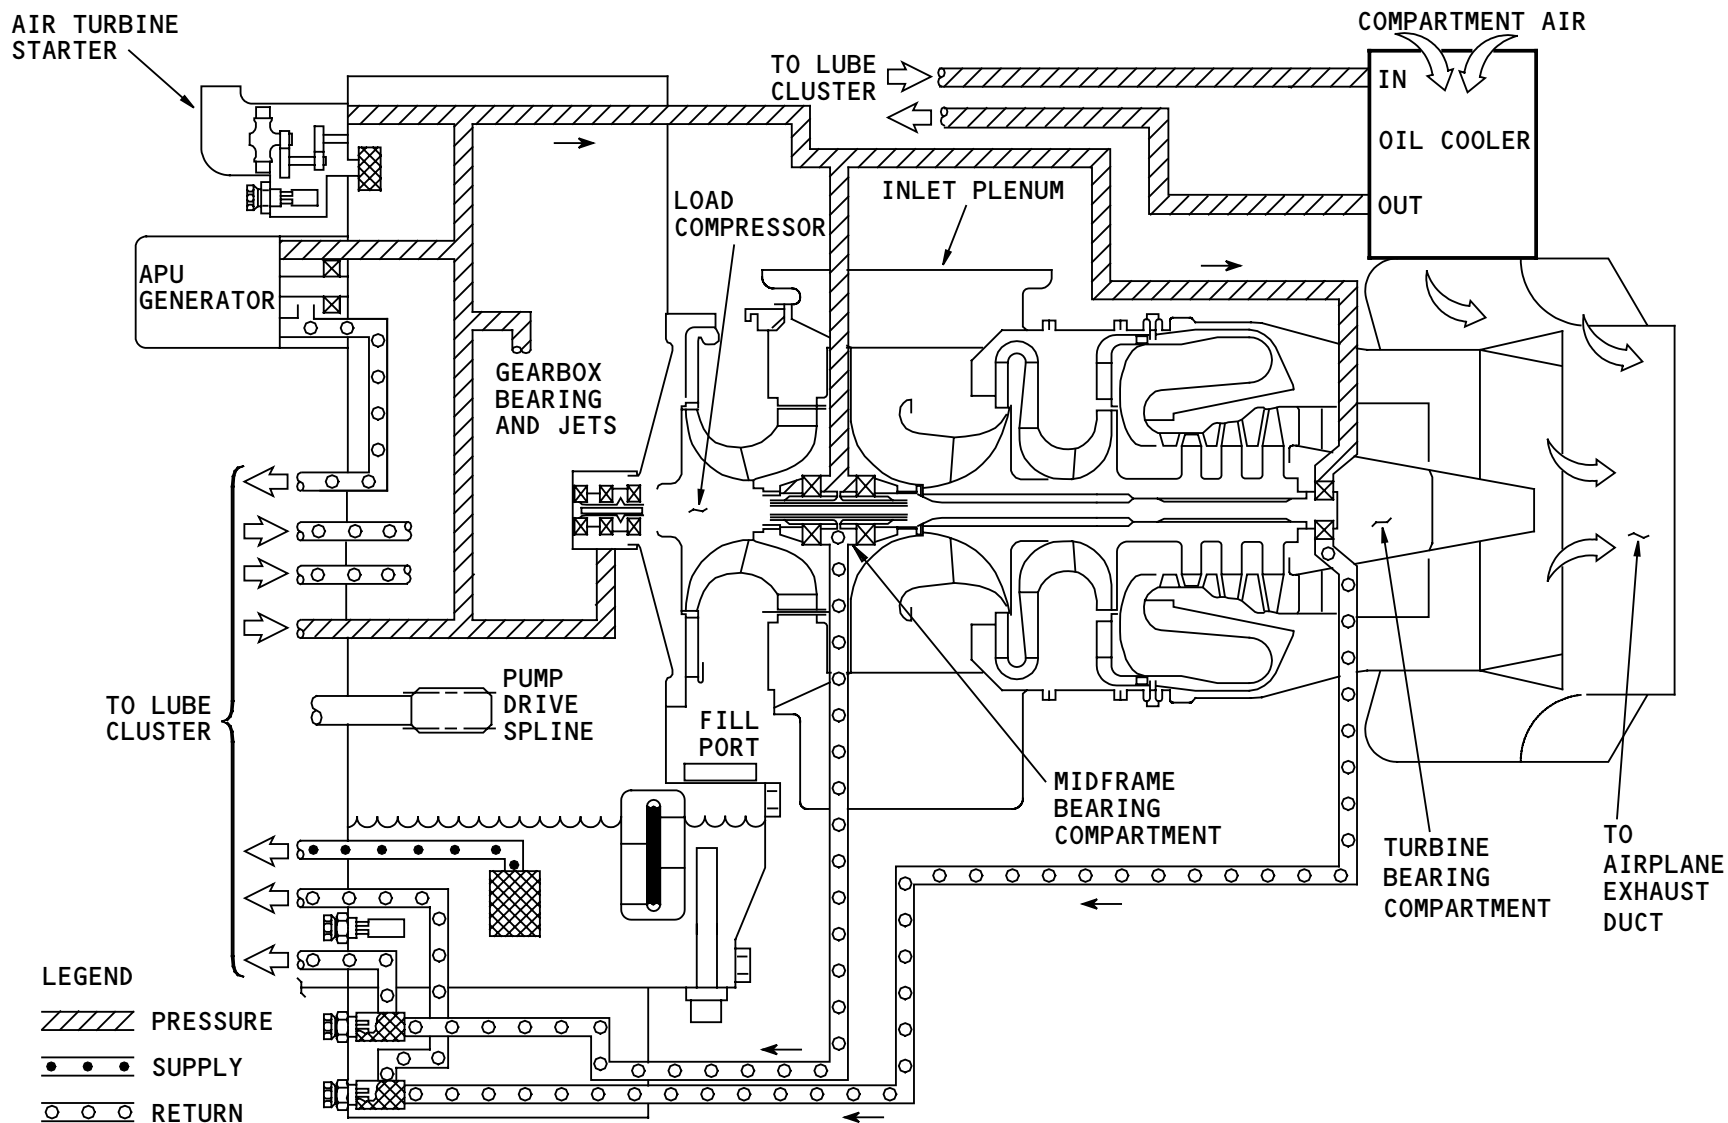 AIR TURBINE
STARTER
COMPARTMENT AIR
TO LUBE
CLUSTER
IN
OIL COOLER
OUT
LOAD
COMPRESSOR
INLET PLENUM
APU
GENERATOR
GEARBOX
BEARING
AND JETS
TO LUBE
CLUSTER
PUMP
DRIVE
SPLINE
FILL
PORT
MIDFRAME
BEARING
COMPARTMENT
TURBINE
BEARING
COMPARTMENT
TO
AIRPLANE
EXHAUST
DUCT
LEGEND
PRESSURE
SUPPLY
RETURN